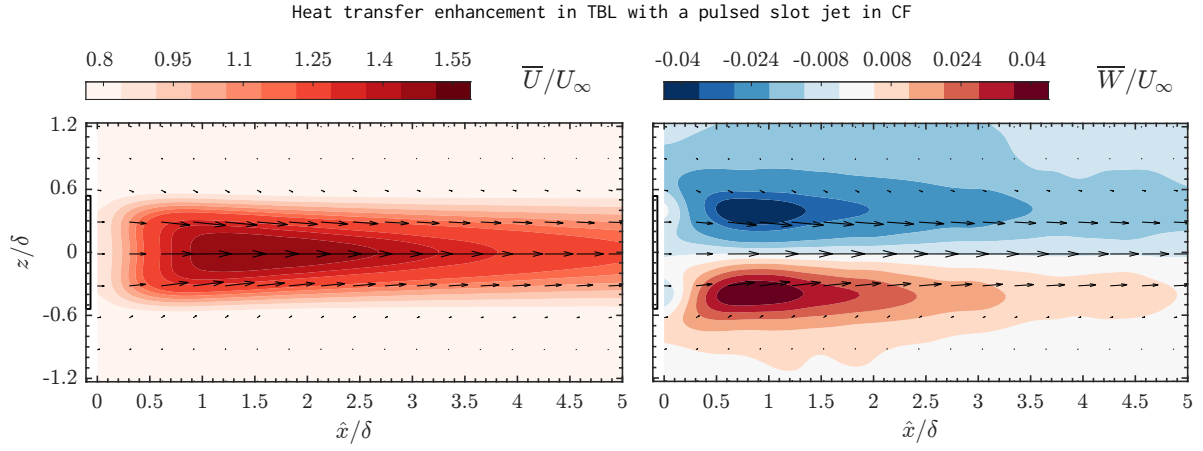 Heat transfer enhancement in TBL with a pulsed slot jet in CF
0.8 0.95 1.1 1.25 1.4 1.55 U̅/U∞
-0.04 -0.024 -0.008 0.008 0.024 0.04 W̅/U∞
1.2
0.6
0
-0.6
-1.2
z/δ
0 0.5 1 1.5 2 2.5 3 3.5 4 4.5 5
x̂/δ
0 0.5 1 1.5 2 2.5 3 3.5 4 4.5 5
x̂/δ